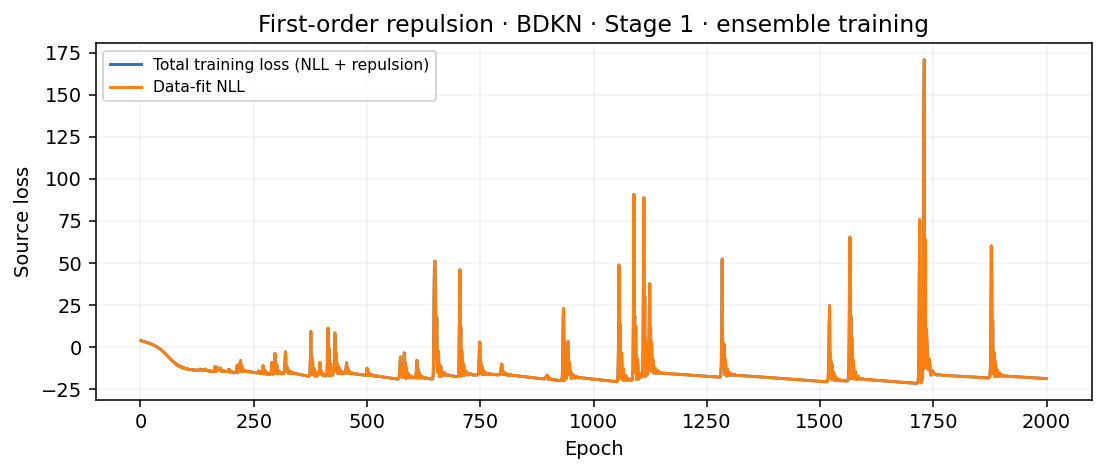 First-order repulsion · BDKN · Stage 1 · ensemble training
Total training loss (NLL + repulsion)
Data-fit NLL
Source loss
175
150
125
100
75
50
25
0
−25
0 250 500 750 1000 1250 1500 1750 2000
Epoch